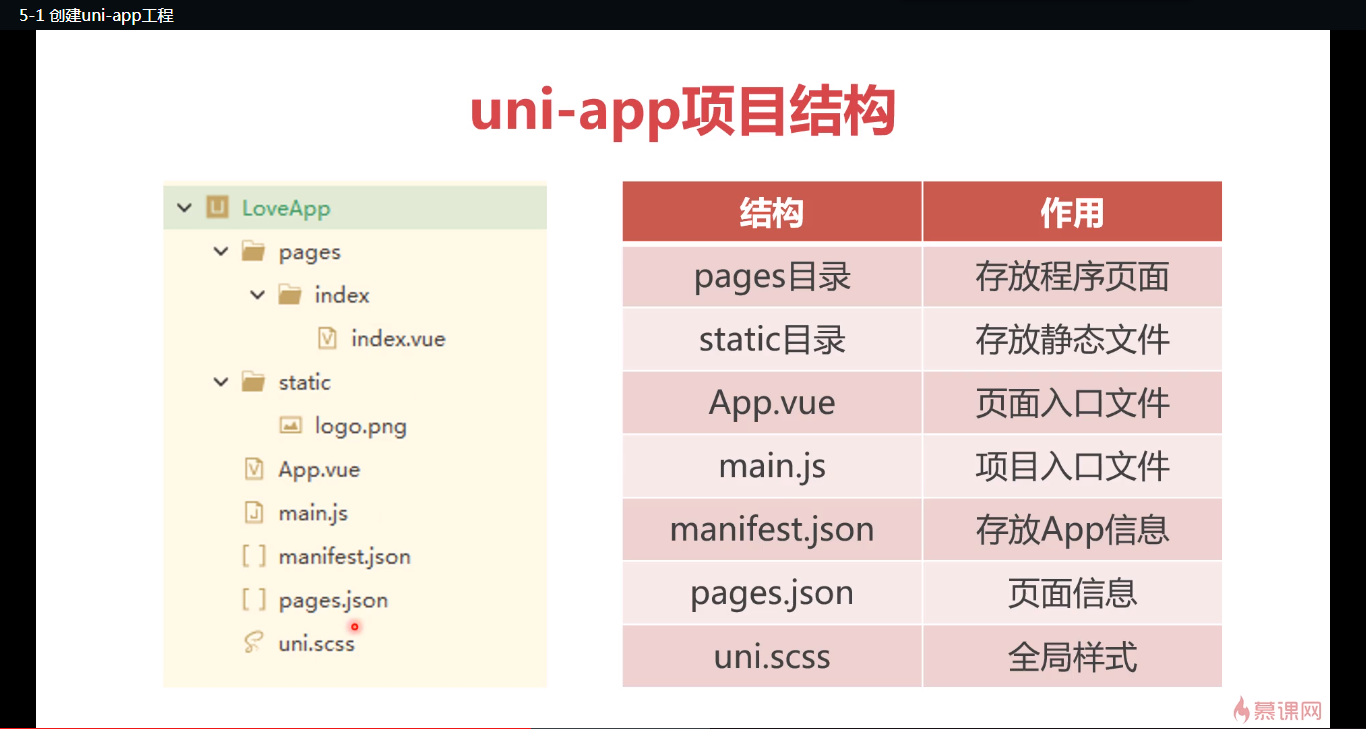 5-1 创建uni-app工程
uni-app项目结构
LoveApp
pages
index
index.vue
static
logo.png
App.vue
main.js
manifest.json
pages.json
uni.scss
结构 作用
pages目录 存放程序页面
static目录 存放静态文件
App.vue 页面入口文件
main.js 项目入口文件
manifest.json 存放App信息
pages.json 页面信息
uni.scss 全局样式
慕课网